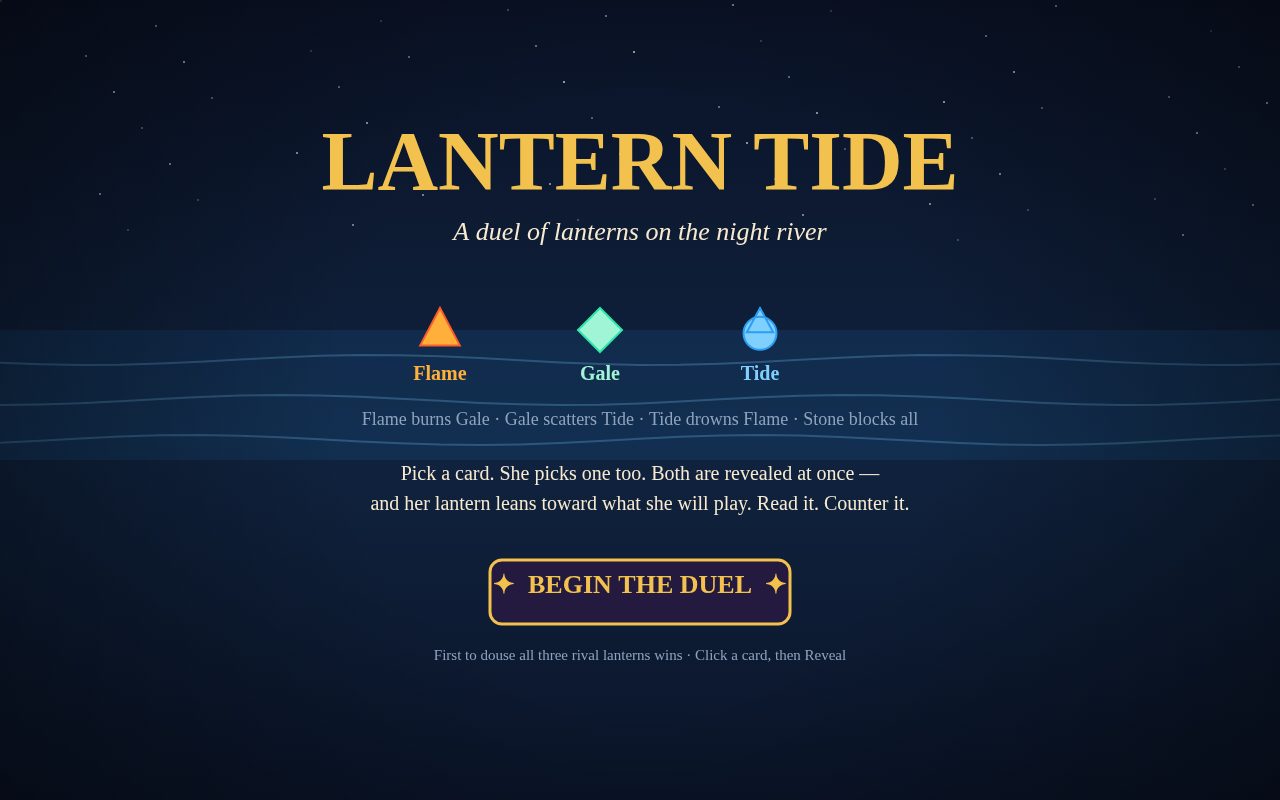 LANTERN TIDE
A duel of lanterns on the night river
Flame Gale Tide
Flame burns Gale · Gale scatters Tide · Tide drowns Flame · Stone blocks all
Pick a card. She picks one too. Both are revealed at once —
and her lantern leans toward what she will play. Read it. Counter it.
✦ BEGIN THE DUEL ✦
First to douse all three rival lanterns wins · Click a card, then Reveal